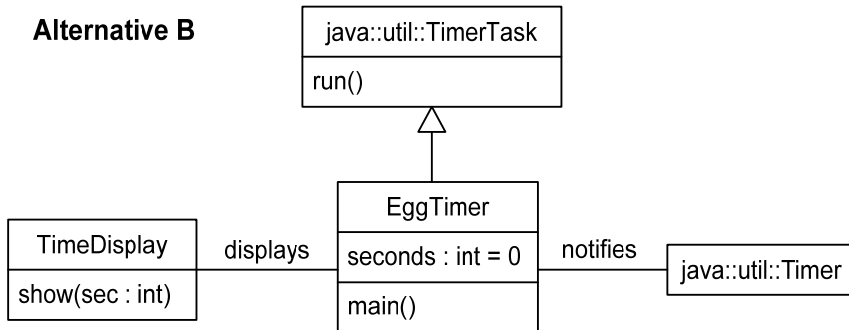 Alternative B
java::util::TimerTask
run()
EggTimer
seconds : int = 0
main()
TimeDisplay
show(sec : int)
displays
notifies
java::util::Timer